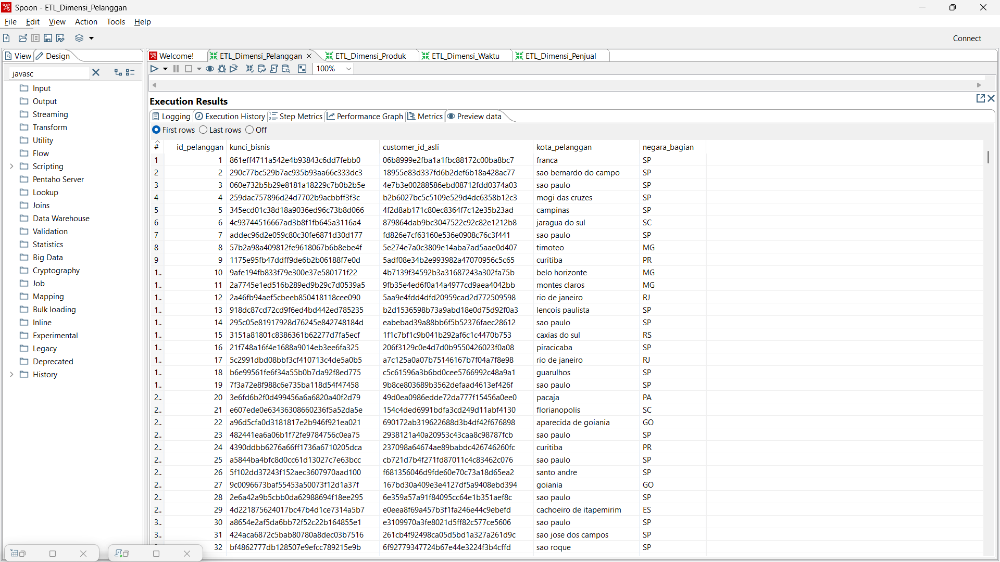 Spoon - ETL_Dimensi_Pelanggan
File Edit View Action Tools Help
Connect
View Design
javasc
Input
Output
Streaming
Transform
Utility
Flow
Scripting
Pentaho Server
Lookup
Joins
Data Warehouse
Validation
Statistics
Big Data
Cryptography
Job
Mapping
Bulk loading
Inline
Experimental
Legacy
Deprecated
History
Welcome! ETL_Dimensi_Pelanggan ETL_Dimensi_Produk ETL_Dimensi_Waktu ETL_Dimensi_Penjual
100%
Execution Results
Logging Execution History Step Metrics Performance Graph Metrics Preview data
First rows Last rows Off
# id_pelanggan kunci_bisnis customer_id_asli kota_pelanggan negara_bagian
1 1 861eff4711a542e4b93843c6dd7febb0 06b8999e2fba1a1fbc88172c00ba8bc7 franca SP
2 2 290c77bc529b7ac935b93aa66c333dc3 18955e83d337fd6b2def6b18a428ac77 sao bernardo do campo SP
3 3 060e732b5b29e8181a18229c7b0b2b5e 4e7b3e00288586ebd08712fdd0374a03 sao paulo SP
4 4 259dac757896d24d7702b9acbbff3f3c b2b6027bc5c5109e529d4dc6358b12c3 mogi das cruzes SP
5 5 345ecd01c38d18a9036ed96c73b8d066 4f2d8ab171c80ec8364f7c12e35b23ad campinas SP
6 6 4c93744516667ad3b8f1fb645a3116a4 879864dab9bc3047522c92c82e1212b8 jaragua do sul SC
7 7 addec96d2e059c80c30fe6871d30d177 fd826e7cf63160e536e0908c76c3f441 sao paulo SP
8 8 57b2a98a409812fe9618067b6b8ebe4f 5e274e7a0c3809e14aba7ad5aae0d407 timoteo MG
9 9 1175e95fb47ddff9de6b2b06188f7e0d 5adf08e34b2e993982a47070956c5c65 curitiba PR
1.. 10 9afe194fb833f79e300e37e580171f22 4b7139f34592b3a31687243a302fa75b belo horizonte MG
1.. 11 2a7745e1ed516b289ed9b29c7d0539a5 9fb35e4ed6f0a14a4977cd9aea4042bb montes claros MG
1.. 12 2a46fb94aef5cbeeb850418118cee090 5aa9e4fdd4dfd20959cad2d772509598 rio de janeiro RJ
1.. 13 918dc87cd72cd9f6ed4bd442ed785235 b2d1536598b73a9abd18e0d75d92f0a3 lencois paulista SP
1.. 14 295c05e81917928d76245e842748184d eabebad39a88bb6f5b52376faec28612 sao paulo SP
1.. 15 3151a81801c8386361b62277d7fa5ecf 1f1c7bf1c9b041b292af6c1c4470b753 caxias do sul RS
1.. 16 21f748a16f4e1688a9014eb3ee6fa325 206f3129c0e4d7d0b9550426023f0a08 piracicaba SP
1.. 17 5c2991dbd08bbf3cf410713c4de5a0b5 a7c125a0a07b75146167b7f04a7f8e98 rio de janeiro RJ
1.. 18 b6e99561fe6f34a55b0b7da92f8ed775 c5c61596a3b6bd0cee5766992c48a9a1 guarulhos SP
1.. 19 7f3a72e8f988c6e735ba118d54f47458 9b8ce803689b3562defaad4613ef426f sao paulo SP
2.. 20 3e6fd6b2f0d499456a6a6820a40f2d79 49d0ea0986edde72da777f15456a0ee0 pacaja PA
2.. 21 e607ede0e63436308660236f5a52da5e 154c4ded6991bdfa3cd249d11abf4130 florianopolis SC
2.. 22 a96d5cfa0d3181817e2b946f921ea021 690172ab319622688d3b4df42f676898 aparecida de goiania GO
2.. 23 482441ea6a06b1f72fe9784756c0ea75 2938121a40a20953c43caa8c98787fcb sao paulo SP
2.. 24 4390ddbb6276a66ff1736a6710205dca 237098a64674ae89babdc426746260fc curitiba PR
2.. 25 a5844ba4bfc8d0cc61d13027c7e63bcc cb721d7b4f271fd87011c4c83462c076 sao paulo SP
2.. 26 5f102dd37243f152aec3607970aad100 f681356046d9fde60e70c73a18d65ea2 santo andre SP
2.. 27 9c0096673baf55453a50073f12d1a37f 167bd30a409e3e4127df5a9408ebd394 goiania GO
2.. 28 2e6a42a9b5cbb0da62988694f18ee295 6e359a57a91f84095cc64e1b351aef8c sao paulo SP
2.. 29 4d221875624017bc47b4d1ce7314a5b7 e0eea8f69a457b3f1fa246e44c9ebefd cachoeiro de itapemirim ES
3.. 30 a8654e2af5da6bb72f52c22b164855e1 e3109970a3fe8021d5ff82c577ce5606 sao paulo SP
3.. 31 424aca6872c5bab80780a8dec03b7516 261cb4f92498ca05d5bd1a327a261d9c sao jose dos campos SP
32 bf4862777db128507e9efcc789215e9b 6f92779347724b67e44e3224f3b4cffd sao roque SP